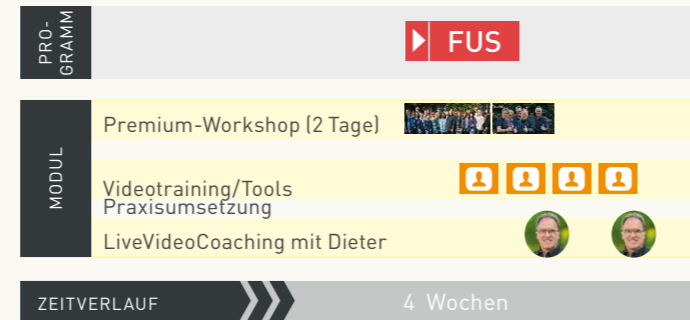 PRO-
GRAMM
FUS
MODUL
Premium-Workshop (2 Tage)
Videotraining/Tools
Praxisumsetzung
LiveVideoCoaching mit Dieter
ZEITVERLAUF
4 Wochen